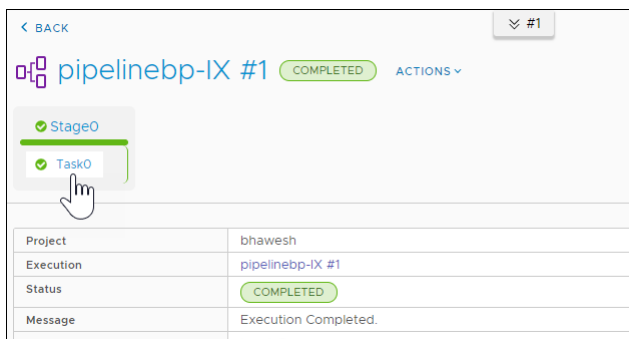 BACK
#1
pipelinebp-IX #1 COMPLETED ACTIONS
Stage0
Task0
Project bhawesh
Execution pipelinebp-IX #1
Status COMPLETED
Message Execution Completed.